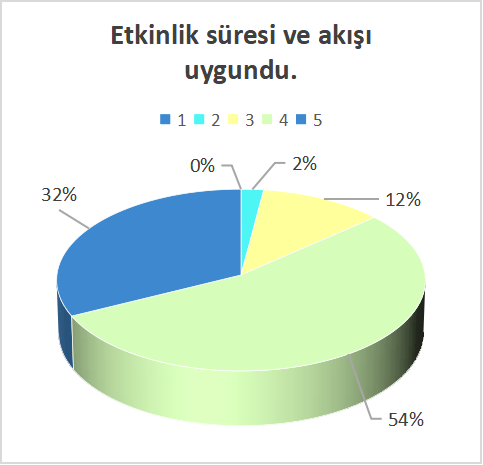 Etkinlik süresi ve akışı
uygundu.
1 2 3 4 5
0%
2%
12%
32%
54%